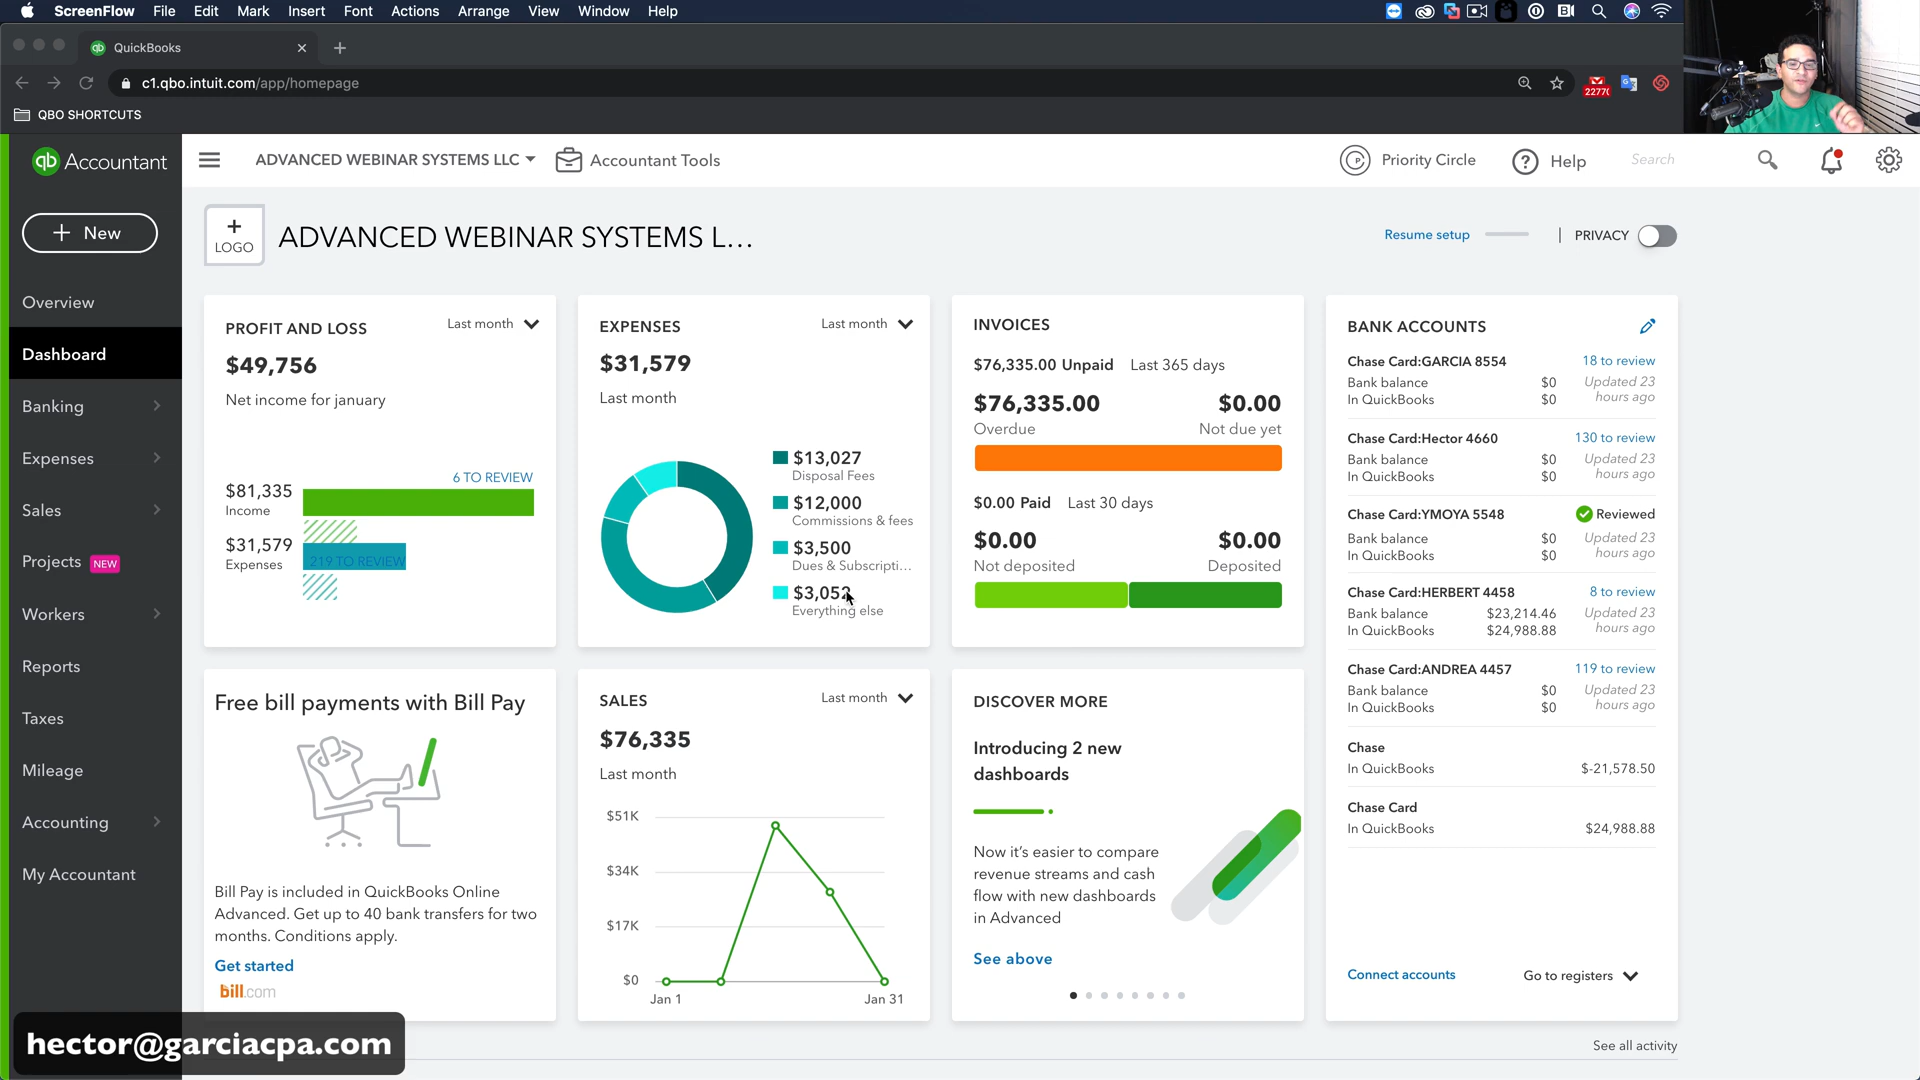 ScreenFlow File Edit Mark Insert Font Actions Arrange View Window Help
QuickBooks
c1.qbo.intuit.com/app/homepage
2277(
QBO SHORTCUTS
qb Accountant
ADVANCED WEBINAR SYSTEMS LLC
Accountant Tools
Priority Circle
Help
Search
+ New
Overview
Dashboard
Banking
Expenses
Sales
Projects NEW
Workers
Reports
Taxes
Mileage
Accounting
My Accountant
+
LOGO
ADVANCED WEBINAR SYSTEMS L...
Resume setup
PRIVACY
PROFIT AND LOSS
Last month
$49,756
Net income for january
6 TO REVIEW
$81,335
Income
$31,579
Expenses
219 TO REVIEW
EXPENSES
Last month
$31,579
Last month
$13,027
Disposal Fees
$12,000
Commissions & fees
$3,500
Dues & Subscripti...
$3,052
Everything else
INVOICES
$76,335.00 Unpaid Last 365 days
$76,335.00 $0.00
Overdue Not due yet
$0.00 Paid Last 30 days
$0.00 $0.00
Not deposited Deposited
BANK ACCOUNTS
Chase Card:GARCIA 8554 18 to review
Bank balance $0 Updated 23
In QuickBooks $0 hours ago
Chase Card:Hector 4660 130 to review
Bank balance $0 Updated 23
In QuickBooks $0 hours ago
Chase Card:YMOYA 5548 Reviewed
Bank balance $0 Updated 23
In QuickBooks $0 hours ago
Chase Card:HERBERT 4458 8 to review
Bank balance $23,214.46 Updated 23
In QuickBooks $24,988.88 hours ago
Chase Card:ANDREA 4457 119 to review
Bank balance $0 Updated 23
In QuickBooks $0 hours ago
Chase
In QuickBooks $-21,578.50
Chase Card
In QuickBooks $24,988.88
Connect accounts Go to registers
Free bill payments with Bill Pay
Bill Pay is included in QuickBooks Online
Advanced. Get up to 40 bank transfers for two
months. Conditions apply.
Get started
bill.com
SALES
Last month
$76,335
Last month
$51K
$34K
$17K
$0
Jan 1 Jan 31
DISCOVER MORE
Introducing 2 new
dashboards
Now it's easier to compare
revenue streams and cash
flow with new dashboards
in Advanced
See above
See all activity
hector@garciacpa.com